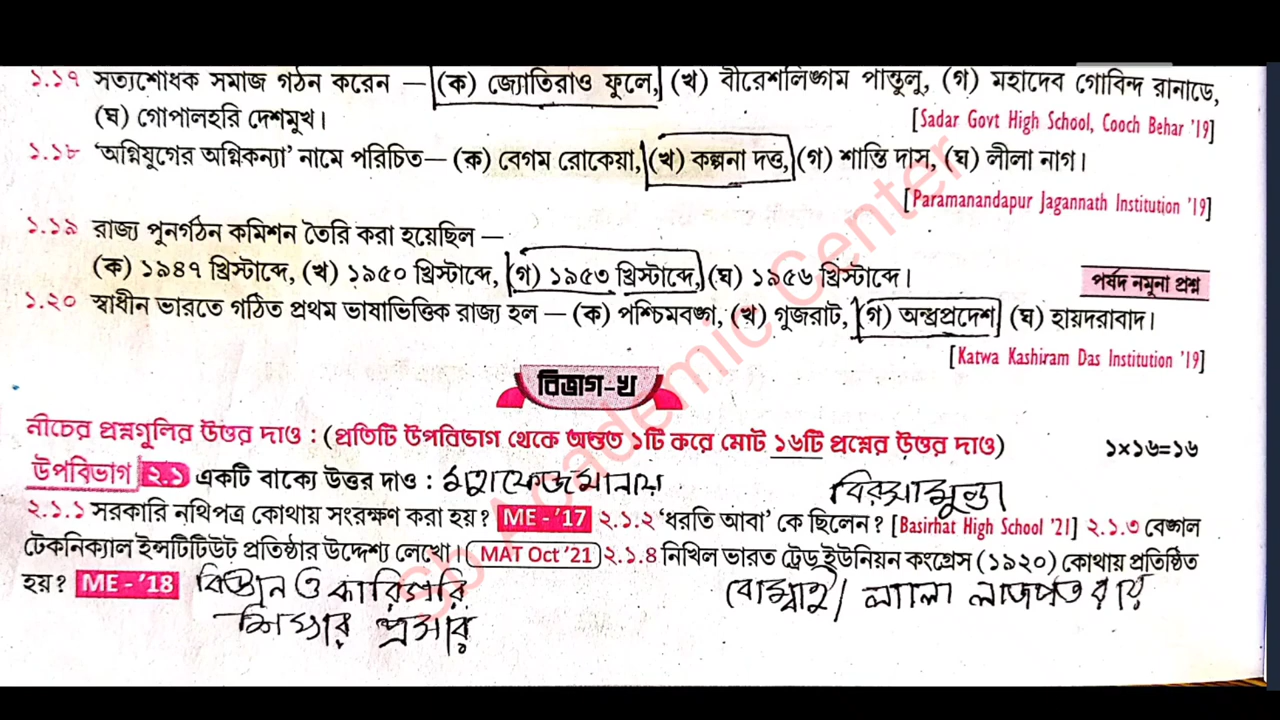 ১.১৭ সত্যশোধক সমাজ গঠন করেন — (ক) জ্যোতিরাও ফুলে, (খ) বীরেশলিঙ্গম পান্তুলু, (গ) মহাদেব গোবিন্দ রানাডে,
(ঘ) গোপালহরি দেশমুখ। [Sadar Govt High School, Cooch Behar '19]
১.১৮ ‘অগ্নিযুগের অগ্নিকন্যা’ নামে পরিচিত— (ক) বেগম রোকেয়া, (খ) কল্পনা দত্ত, (গ) শান্তি দাস, (ঘ) লীলা নাগ।
[Paramanandapur Jagannath Institution '19]
১.১৯ রাজ্য পুনর্গঠন কমিশন তৈরি করা হয়েছিল —
(ক) ১৯৪৭ খ্রিস্টাব্দে, (খ) ১৯৫০ খ্রিস্টাব্দে, (গ) ১৯৫৩ খ্রিস্টাব্দে, (ঘ) ১৯৫৬ খ্রিস্টাব্দে। পর্ষদ নমুনা প্রশ্ন
১.২০ স্বাধীন ভারতে গঠিত প্রথম ভাষাভিত্তিক রাজ্য হল — (ক) পশ্চিমবঙ্গ, (খ) গুজরাট, (গ) অন্ধ্রপ্রদেশ (ঘ) হায়দরাবাদ।
[Katwa Kashiram Das Institution '19]
বিভাগ-খ
নীচের প্রশ্নগুলির উত্তর দাও : (প্রতিটি উপবিভাগ থেকে অন্তত ১টি করে মোট ১৬টি প্রশ্নের উত্তর দাও) ১×১৬=১৬
উপবিভাগ ২.১ একটি বাক্যে উত্তর দাও : মহাফেজখানায় বিরসামুন্ডা
২.১.১ সরকারি নথিপত্র কোথায় সংরক্ষণ করা হয়? ME - '17 ২.১.২ ‘ধরতি আবা’ কে ছিলেন? [Basirhat High School '21] ২.১.৩ বেঙ্গল
টেকনিক্যাল ইন্সটিটিউট প্রতিষ্ঠার উদ্দেশ্য লেখো। MAT Oct '21 ২.১.৪ নিখিল ভারত ট্রেড ইউনিয়ন কংগ্রেস (১৯২০) কোথায় প্রতিষ্ঠিত
হয়? ME - '18 বিজ্ঞান ও কারিগরি বোম্বাই/ লালা লাজপত রায়
শিক্ষার প্রসার
Academic Center